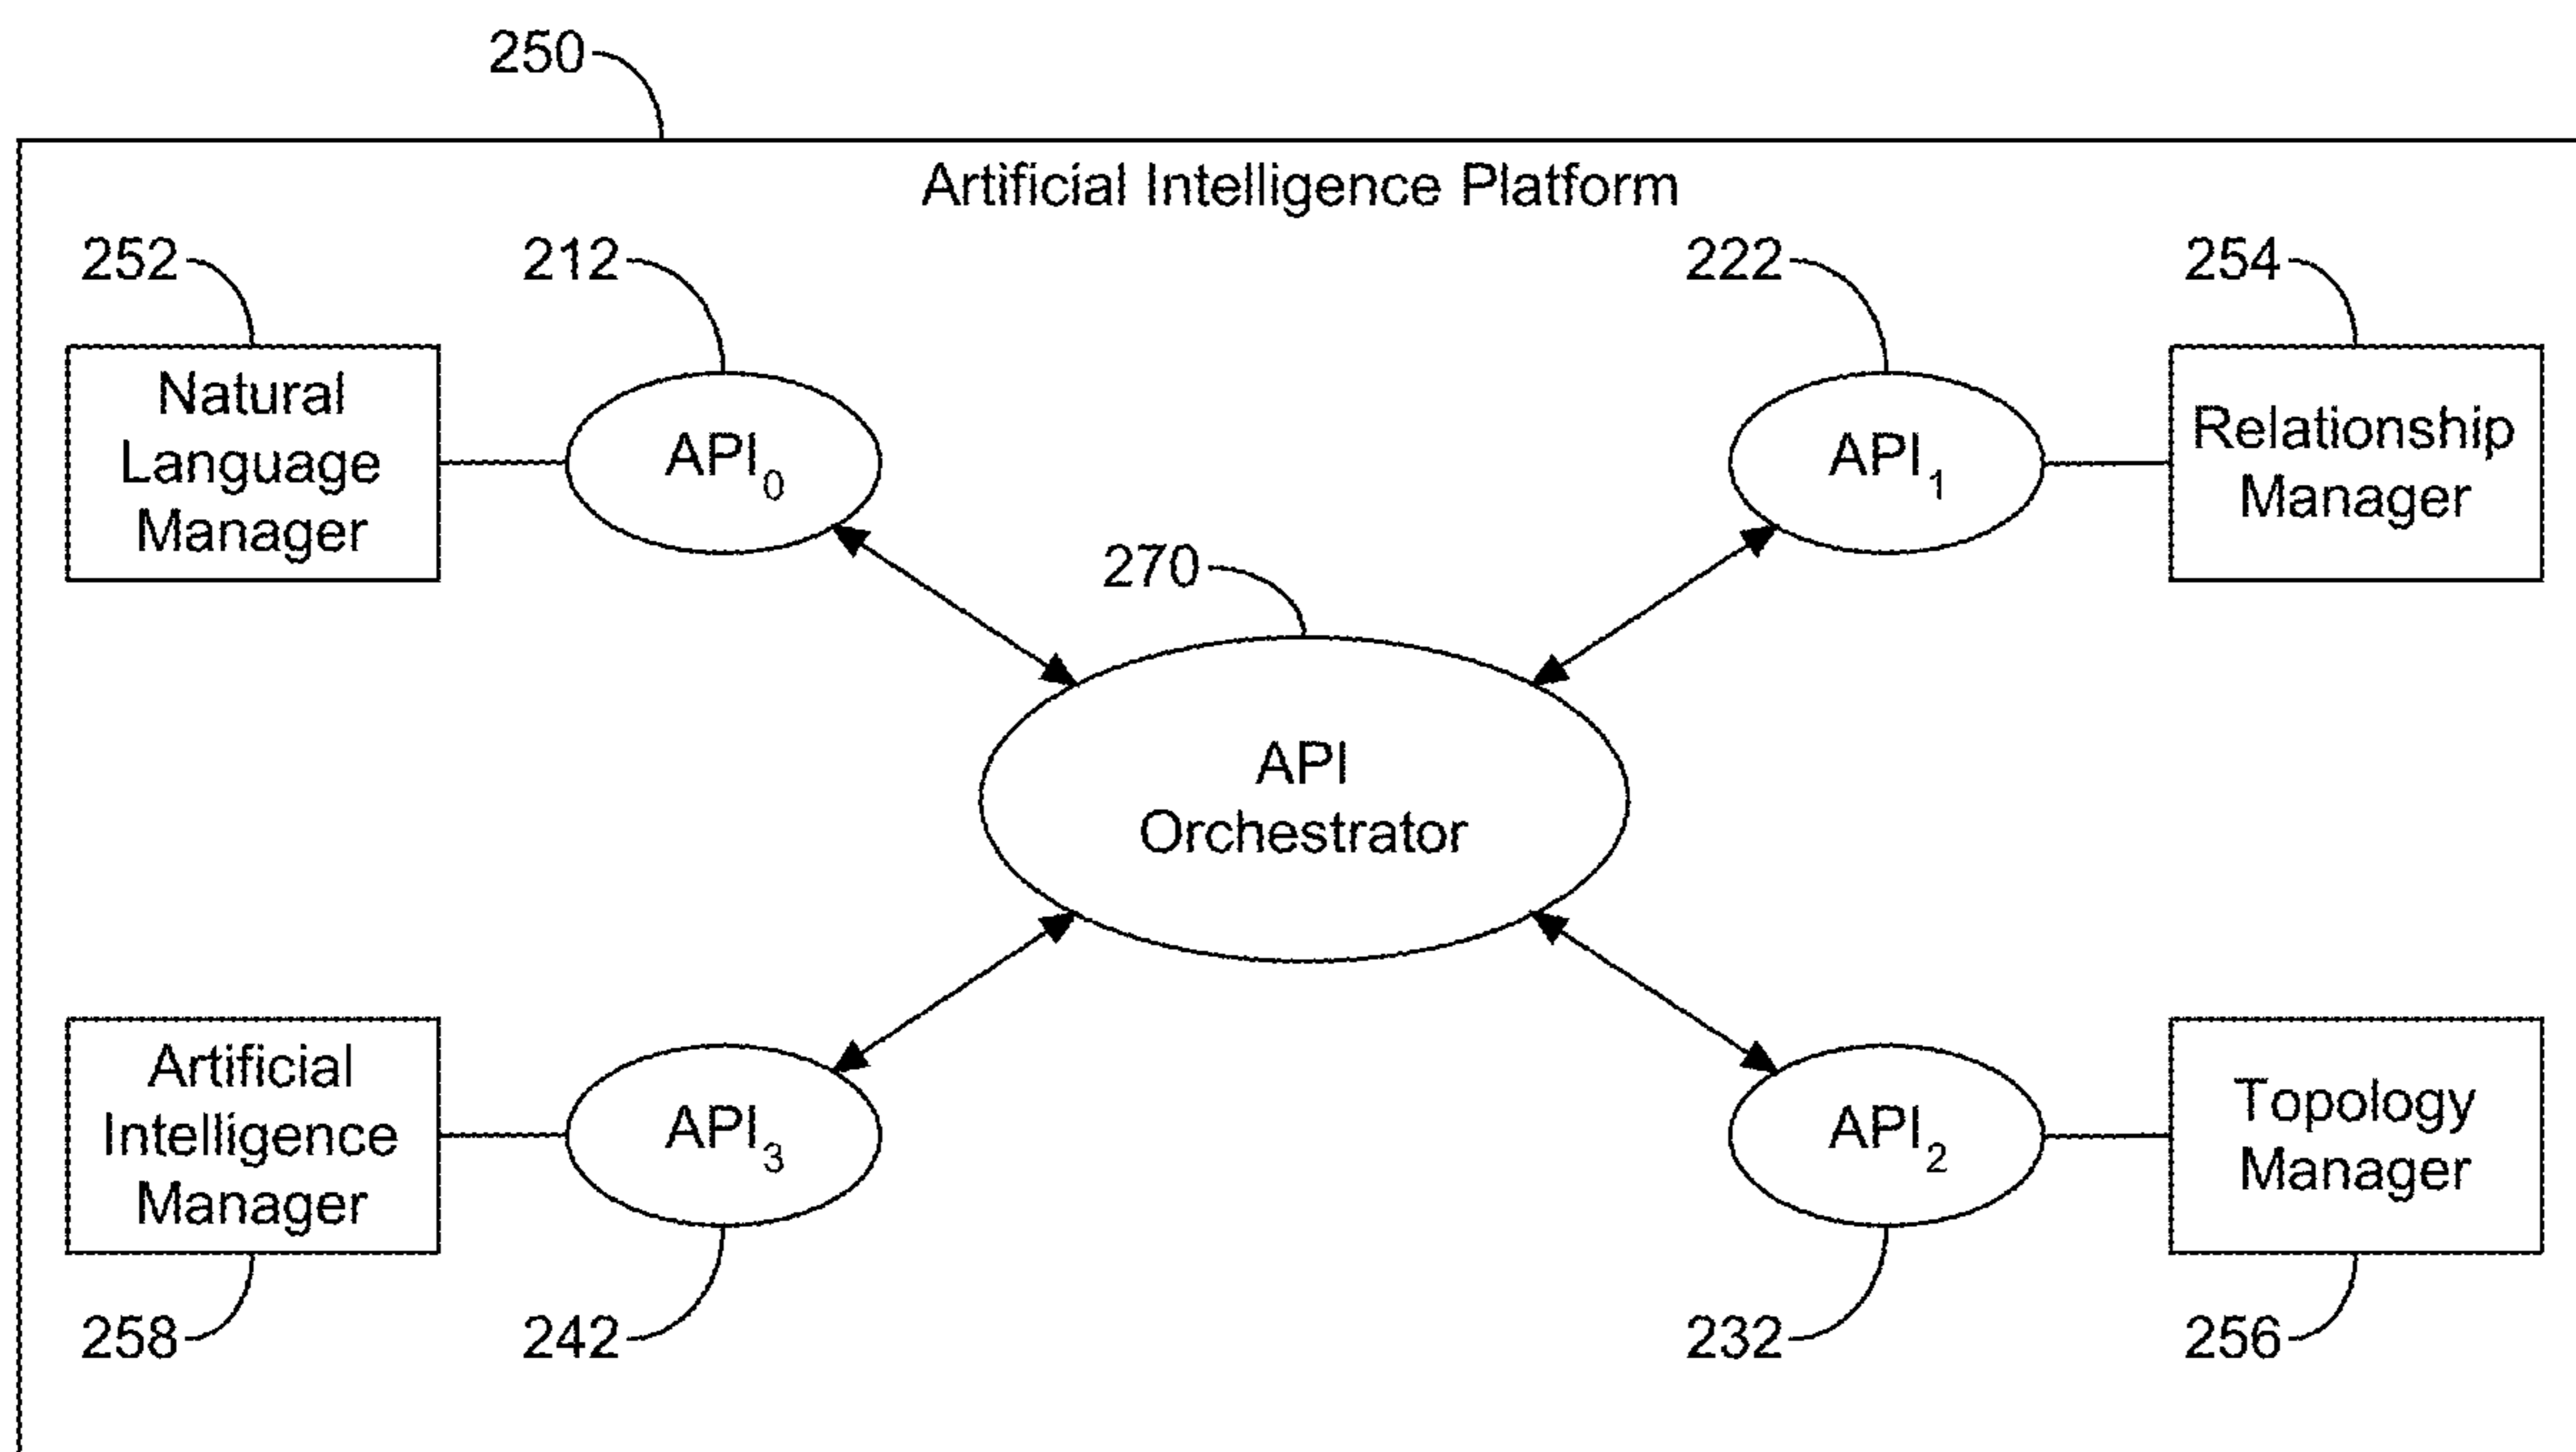 250
Artificial Intelligence Platform
252
212
222
254
Natural
Language
Manager
API0
API1
Relationship
Manager
270
API
Orchestrator
Artificial
Intelligence
Manager
API3
API2
Topology
Manager
258
242
232
256